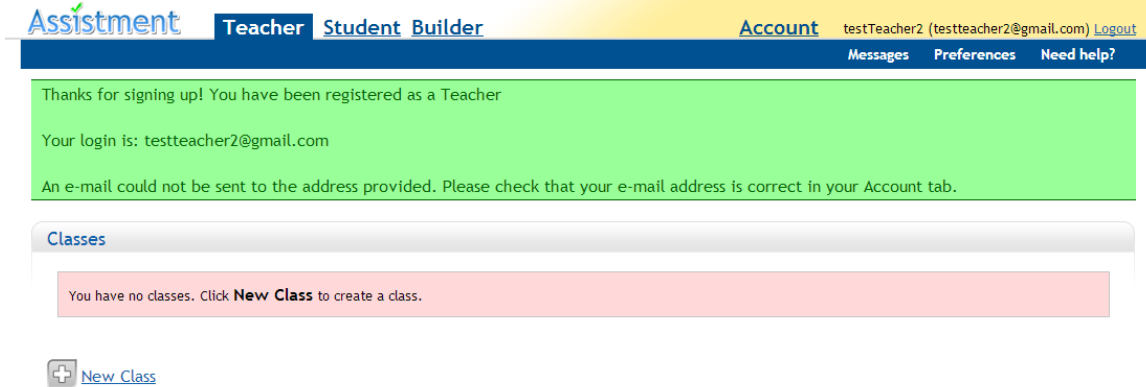 Assistment Teacher Student Builder Account testTeacher2 (testteacher2@gmail.com) Logout
Messages Preferences Need help?
Thanks for signing up! You have been registered as a Teacher
Your login is: testteacher2@gmail.com
An e-mail could not be sent to the address provided. Please check that your e-mail address is correct in your Account tab.
Classes
You have no classes. Click New Class to create a class.
New Class